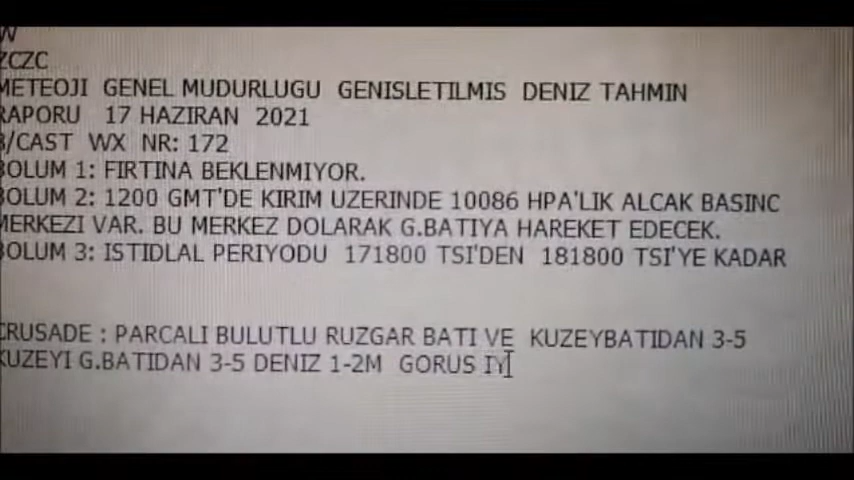 W
ZCZC
METEOJI GENEL MUDURLUGU GENISLETILMIS DENIZ TAHMIN
RAPORU 17 HAZIRAN 2021
B/CAST WX NR: 172
BOLUM 1: FIRTINA BEKLENMIYOR.
BOLUM 2: 1200 GMT'DE KIRIM UZERINDE 10086 HPA'LIK ALCAK BASINC
MERKEZI VAR. BU MERKEZ DOLARAK G.BATIYA HAREKET EDECEK.
BOLUM 3: ISTIDLAL PERIYODU 171800 TSI'DEN 181800 TSI'YE KADAR
CRUSADE : PARCALI BULUTLU RUZGAR BATI VE KUZEYBATIDAN 3-5
KUZEYI G.BATIDAN 3-5 DENIZ 1-2M GORUS IY